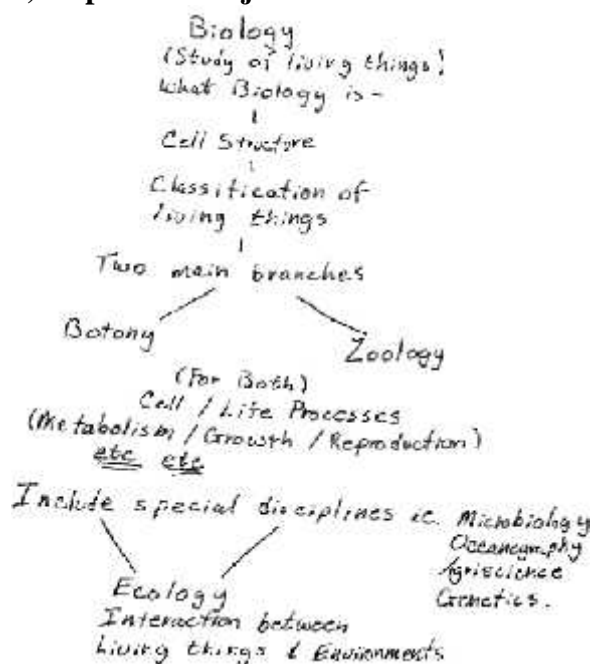 Biology
(Study of living things)
What Biology is -
Cell Structure
Classification of
living things
Two main branches
Botany
Zoology
(For Both)
Cell / Life Processes
(Metabolism / Growth / Reproduction)
etc etc
Include special disciplines ie. Microbiology
Oceanography
Agriscience
Genetics.
Ecology
Interaction between
Living things & Environments